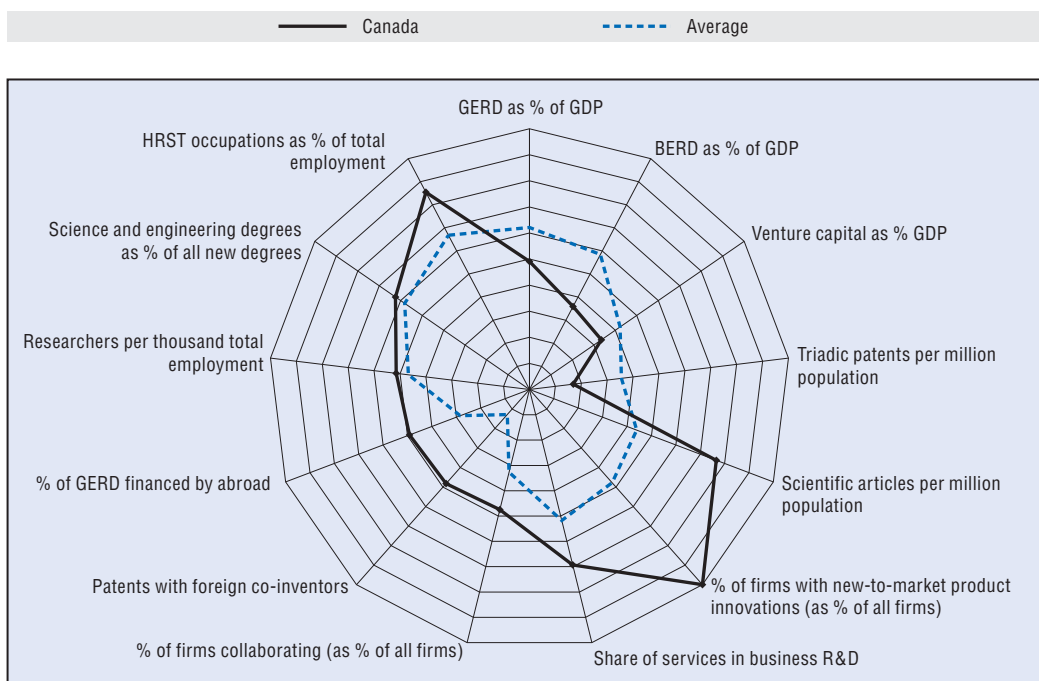 Canada
Average
GERD as % of GDP
HRST occupations as % of total
employment
BERD as % of GDP
Science and engineering degrees
as % of all new degrees
Venture capital as % GDP
Researchers per thousand total
employment
Triadic patents per million
population
% of GERD financed by abroad
Scientific articles per million
population
Patents with foreign co-inventors
% of firms with new-to-market product
innovations (as % of all firms)
% of firms collaborating (as % of all firms)
Share of services in business R&D